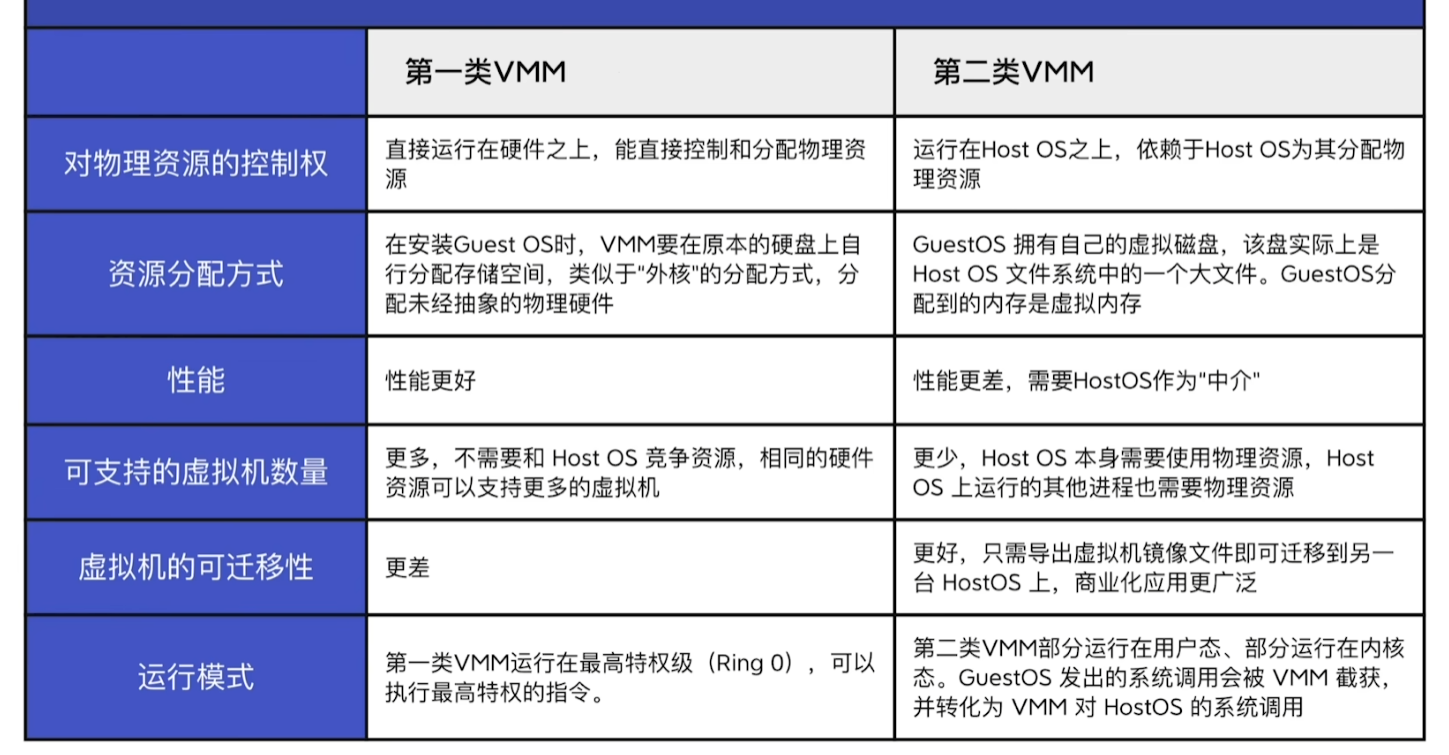 第一类VMM
第二类VMM
对物理资源的控制权
直接运行在硬件之上，能直接控制和分配物理资
源
运行在Host OS之上，依赖于Host OS为其分配物
理资源
资源分配方式
在安装Guest OS时，VMM要在原本的硬盘上自
行分配存储空间，类似于"外核"的分配方式，分
配未经抽象的物理硬件
GuestOS 拥有自己的虚拟磁盘，该盘实际上是
Host OS 文件系统中的一个大文件。GuestOS分
配到的内存是虚拟内存
性能
性能更好
性能更差，需要HostOS作为"中介"
可支持的虚拟机数量
更多，不需要和 Host OS 竞争资源，相同的硬件
资源可以支持更多的虚拟机
更少，Host OS 本身需要使用物理资源，Host
OS 上运行的其他进程也需要物理资源
虚拟机的可迁移性
更差
更好，只需导出虚拟机镜像文件即可迁移到另一
台 HostOS 上，商业化应用更广泛
运行模式
第一类VMM运行在最高特权级（Ring 0），可以
执行最高特权的指令。
第二类VMM部分运行在用户态、部分运行在内核
态。GuestOS 发出的系统调用会被 VMM 截获，
并转化为 VMM 对 HostOS 的系统调用